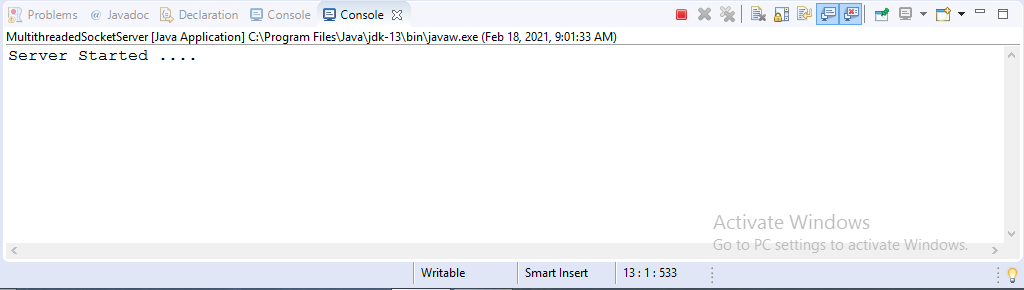 Problems @ Javadoc Declaration Console Console
MultithreadedSocketServer [Java Application] C:\Program Files\Java\jdk-13\bin\javaw.exe (Feb 18, 2021, 9:01:33 AM)
Server Started ....
Activate Windows
Go to PC settings to activate Windows.
Writable Smart Insert 13 : 1 : 533